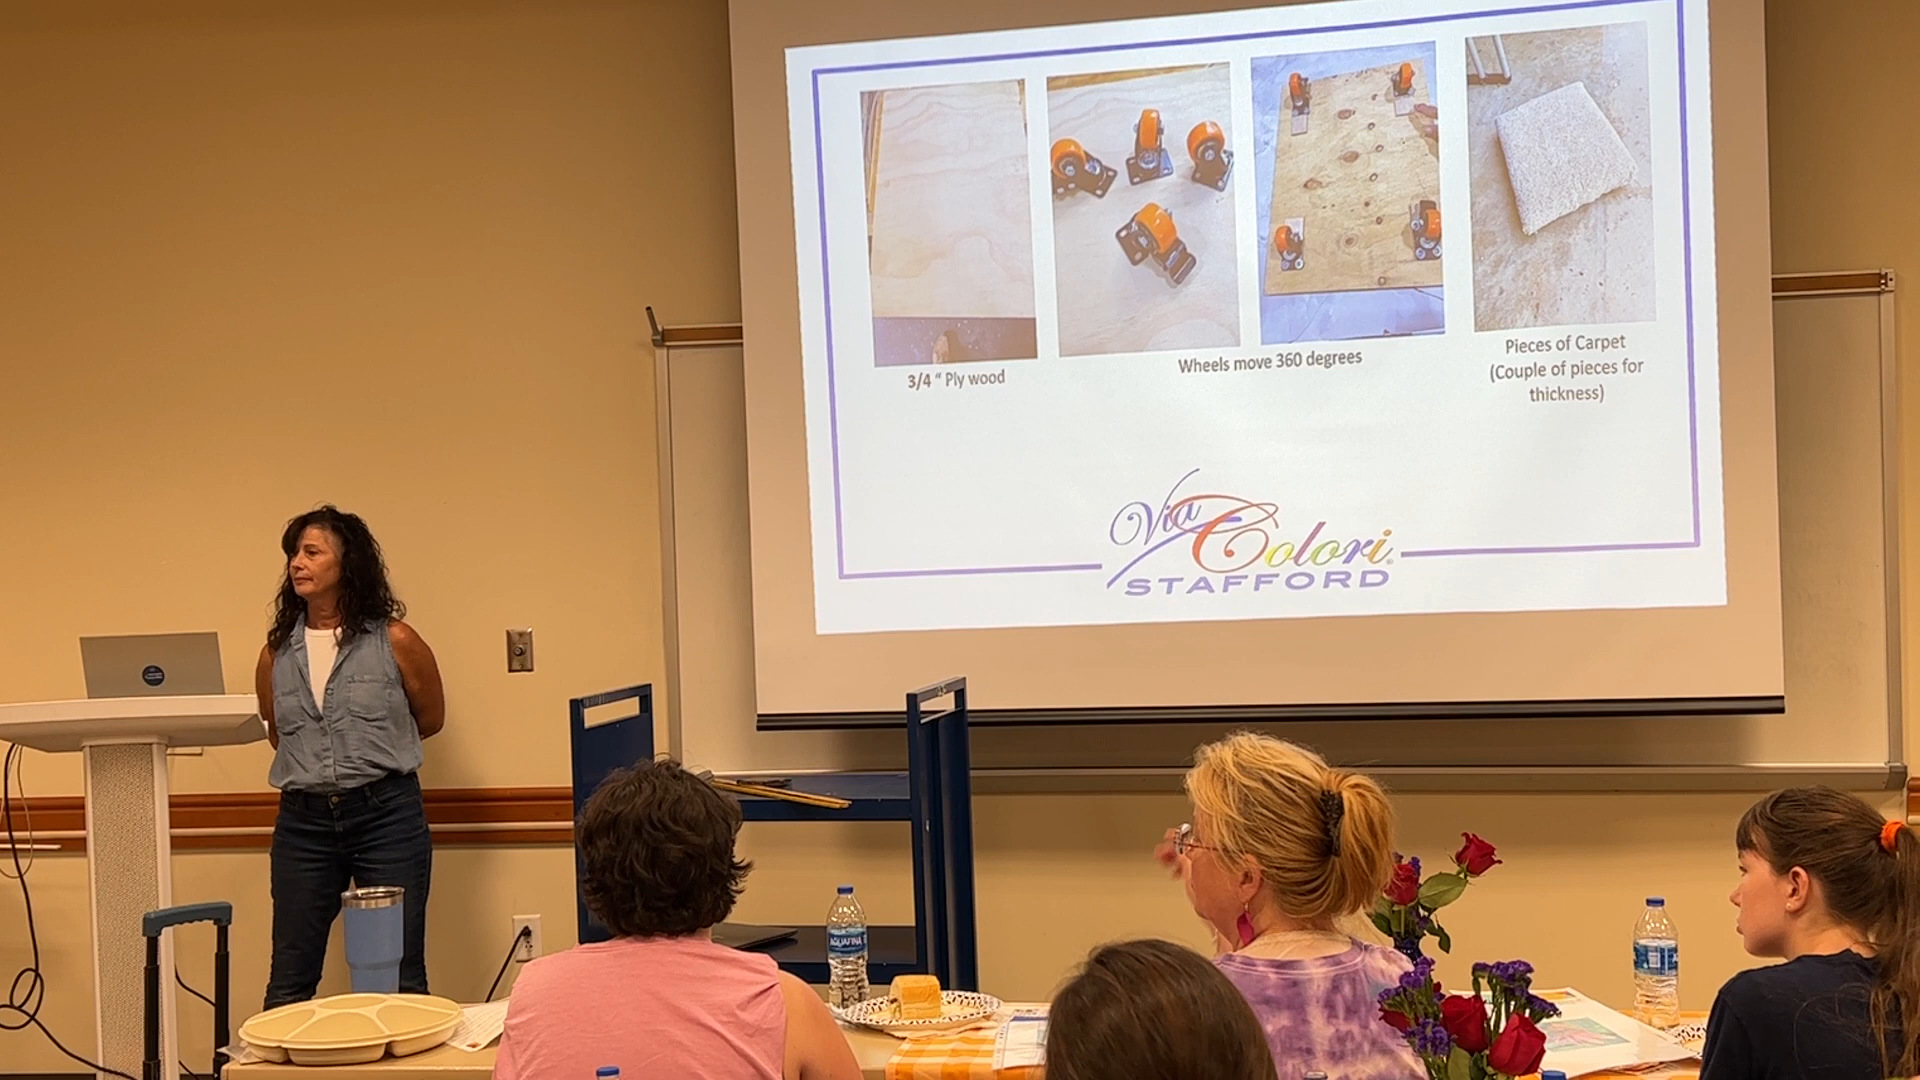 3/4 " Ply wood
Wheels move 360 degrees
Pieces of Carpet
(Couple of pieces for
thickness)
Via Colori®
STAFFORD
AQUAFINA